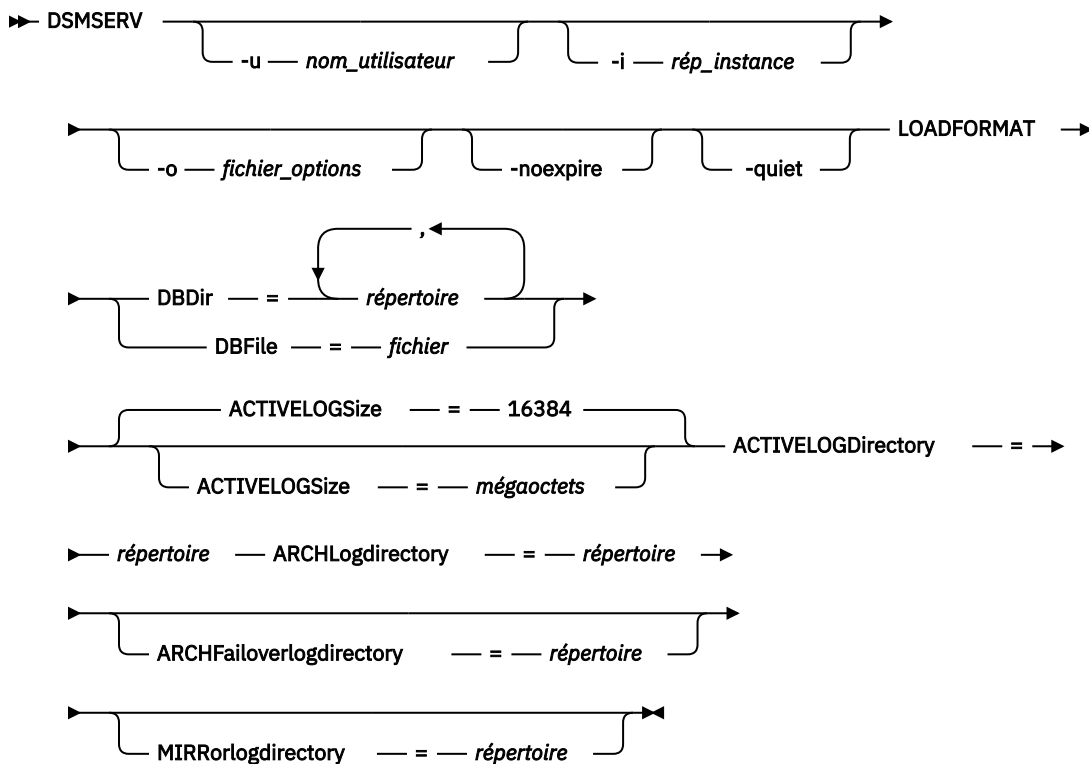 DSMSERV
-u — nom_utilisateur -i — rép_instance
-o — fichier_options -noexpire -quiet LOADFORMAT
,
DBDir — = — répertoire
DBFile — = — fichier
ACTIVELOGSize — = — 16384
ACTIVELOGDirectory — =
ACTIVELOGSize — = — mégaoctets
répertoire — ARCHLogdirectory — = — répertoire
ARCHFailoverlogdirectory — = — répertoire
MIRRorlogdirectory — = — répertoire